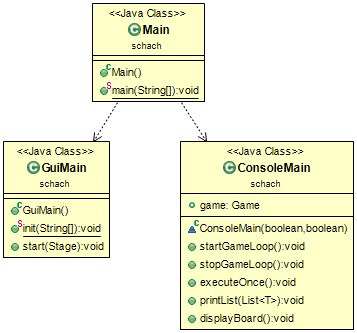 <<Java Class>>
Main
schach
Main()
main(String[]):void
<<Java Class>>
GuiMain
schach
GuiMain()
init(String[]):void
start(Stage):void
<<Java Class>>
ConsoleMain
schach
game: Game
ConsoleMain(boolean,boolean)
startGameLoop():void
stopGameLoop():void
executeOnce():void
printList(List<T>):void
displayBoard():void